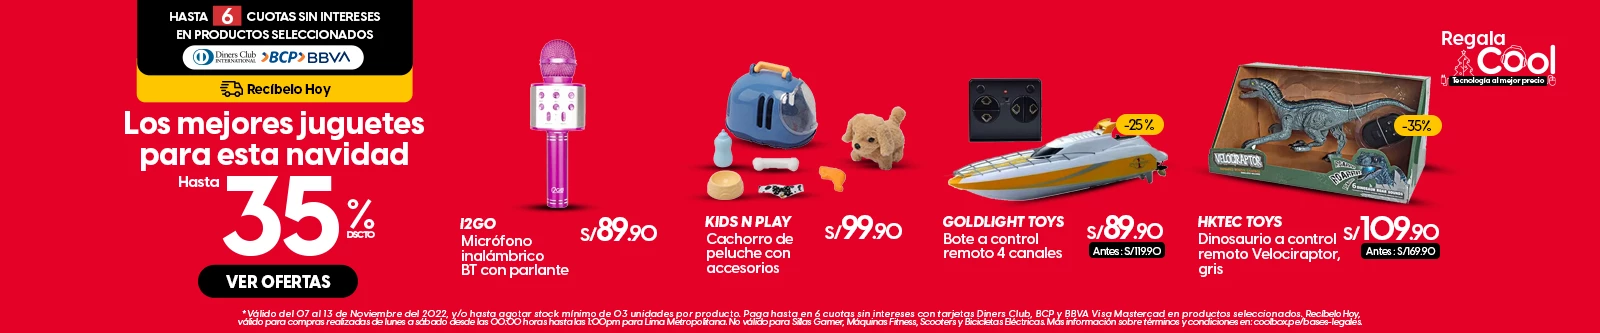 HASTA 6 CUOTAS SIN INTERESES
EN PRODUCTOS SELECCIONADOS
Diners Club INTERNATIONAL BCP BBVA
Recíbelo Hoy
Los mejores juguetes
para esta navidad
Hasta 35% DSCTO
VER OFERTAS
I2GO
Micrófono
inalámbrico
BT con parlante
S/89.90
KIDS N PLAY
Cachorro de
peluche con
accesorios
S/99.90
-25%
GOLDLIGHT TOYS
Bote a control
remoto 4 canales
S/89.90
Antes: S/119.90
VELOCIRAPTOR
-35%
HKTEC TOYS
Dinosaurio a control
remoto Velociraptor,
gris
S/109.90
Antes: S/169.90
Regala
Cool
Tecnología al mejor precio
*Válido del 07 al 13 de Noviembre del 2022, y/o hasta agotar stock mínimo de 03 unidades por producto. Paga hasta en 6 cuotas sin intereses con tarjetas Diners Club, BCP y BBVA Visa Mastercard en productos seleccionados. Recíbelo Hoy,
válido para compras realizadas de lunes a sábado desde las 00:00 horas hasta las 1:00pm para Lima Metropolitana. No válido para Sillas Gamer, Máquinas Fitness, Scooters y Bicicletas Eléctricas. Más información sobre términos y condiciones en: coolbox.pe/bases-legales.